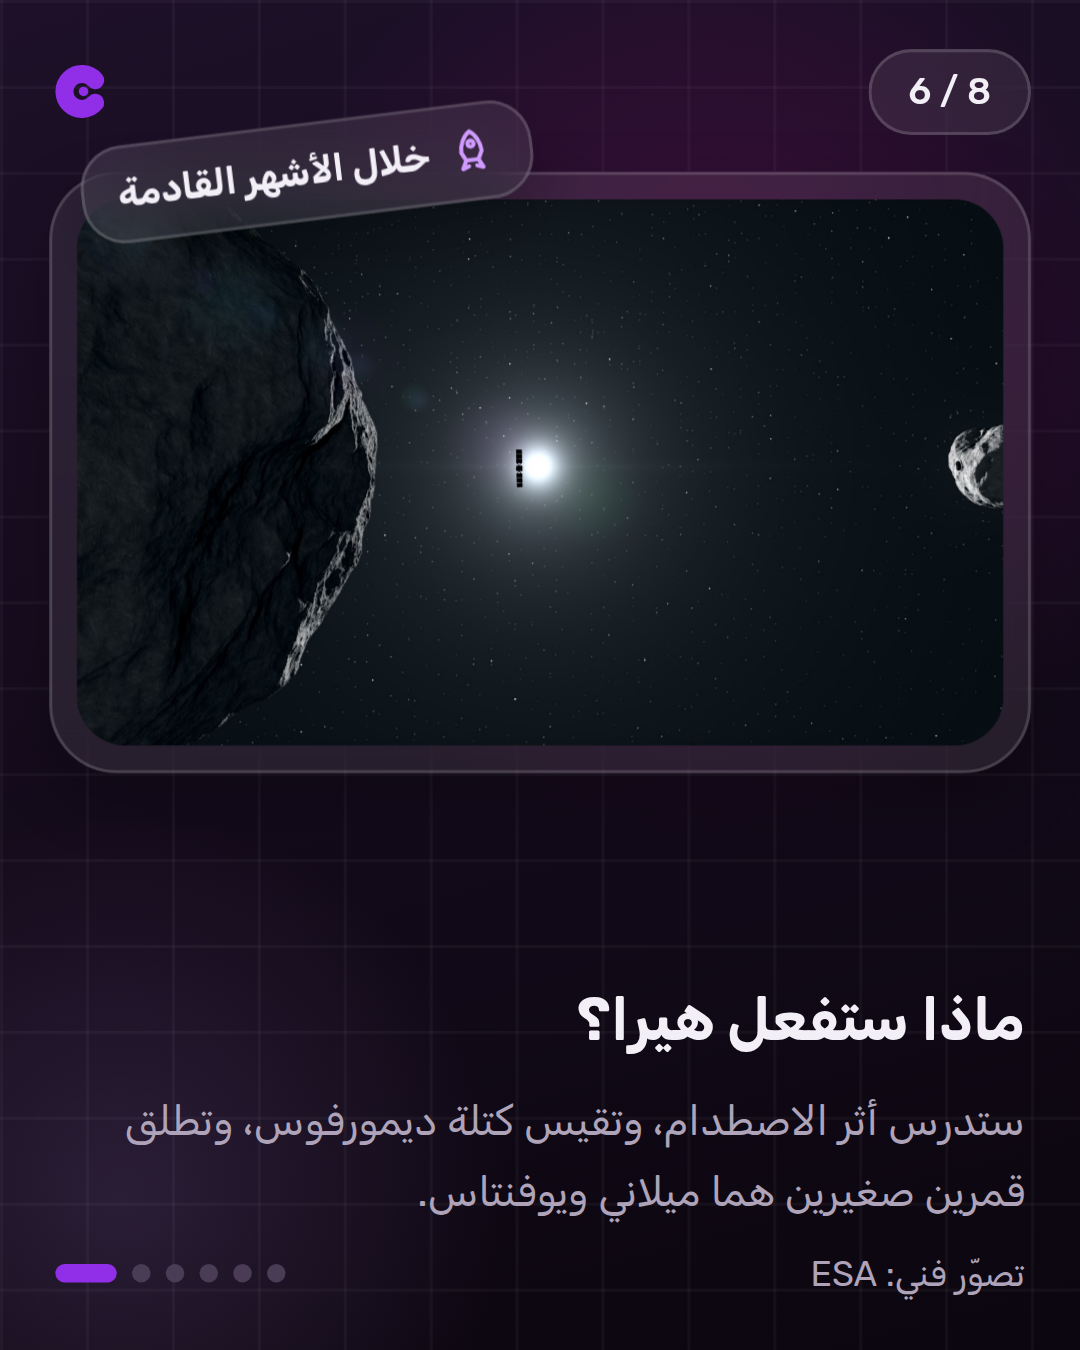 6 / 8
خلال الأشهر القادمة
ماذا ستفعل هيرا؟
ستدرس أثر الاصطدام، وتقيس كتلة ديمورفوس، وتطلق
قمرين صغيرين هما ميلاني ويوفنتاس.
تصوّر فني: ESA